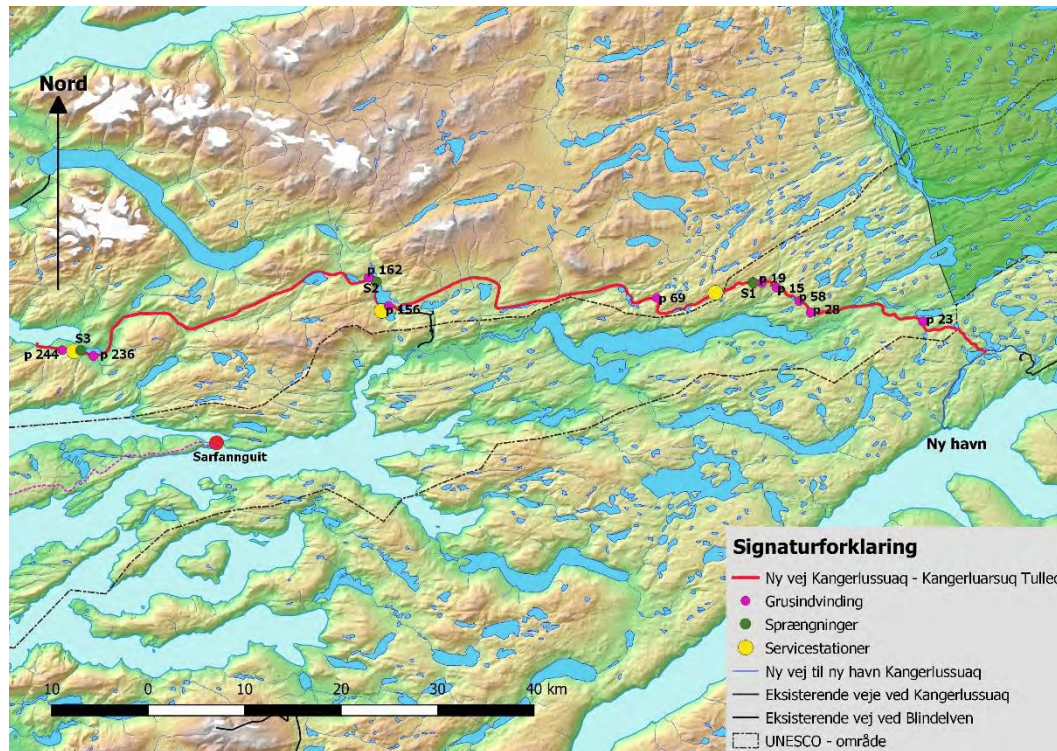 Nord
p 162
S2
p 156
p 69
S1
p 19
p 15
p 58
p 28
p 23
S3
p 244
p 236
Sarfannguit
Ny havn
10 0 10 20 30 40 km
Signaturforklaring
Ny vej Kangerlussuaq - Kangerluarsuq Tulleq
Grusindvinding
Sprængninger
Servicestationer
Ny vej til ny havn Kangerlussuaq
Eksisterende veje ved Kangerlussuaq
Eksisterende vej ved Blindelven
UNESCO - område